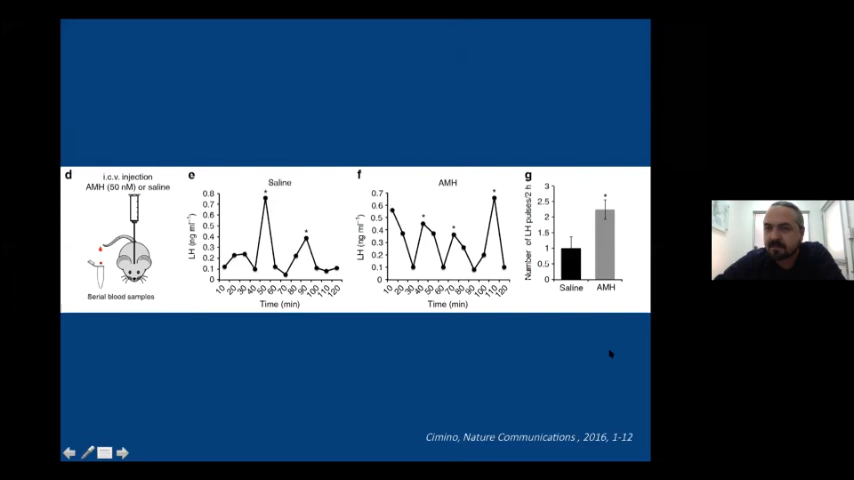 d
i.c.v. injection
AMH (50 nM) or saline
Serial blood samples
e
Saline
LH (ng ml⁻¹)
0.8
0.7
0.6
0.5
0.4
0.3
0.2
0.1
0
10 20 30 40 50 60 70 80 90 100 110 120
Time (min)
* *
f
AMH
LH (ng ml⁻¹)
0.7
0.6
0.5
0.4
0.3
0.2
0.1
0
10 20 30 40 50 60 70 80 90 100 110 120
Time (min)
* * *
g
Number of LH pulses/2 h
3
2.5
2
1.5
1
0.5
0
*
Saline AMH
Cimino, Nature Communications , 2016, 1-12